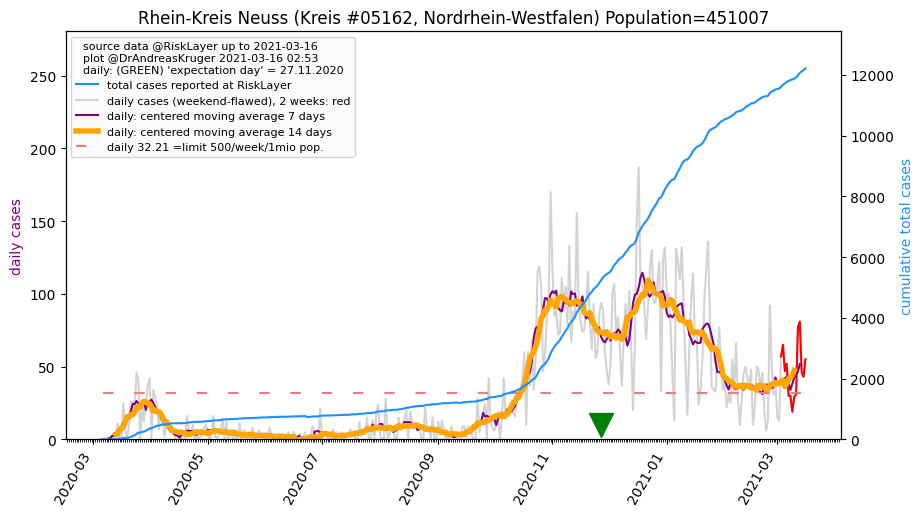 Rhein-Kreis Neuss (Kreis #05162, Nordrhein-Westfalen) Population=451007
source data @RiskLayer up to 2021-03-16
plot @DrAndreasKruger 2021-03-16 02:53
daily: (GREEN) 'expectation day' = 27.11.2020
total cases reported at RiskLayer
daily cases (weekend-flawed), 2 weeks: red
daily: centered moving average 7 days
daily: centered moving average 14 days
daily 32.21 =limit 500/week/1mio pop.
daily cases
250
200
150
100
50
0
cumulative total cases
12000
10000
8000
6000
4000
2000
0
2020-03
2020-05
2020-07
2020-09
2020-11
2021-01
2021-03